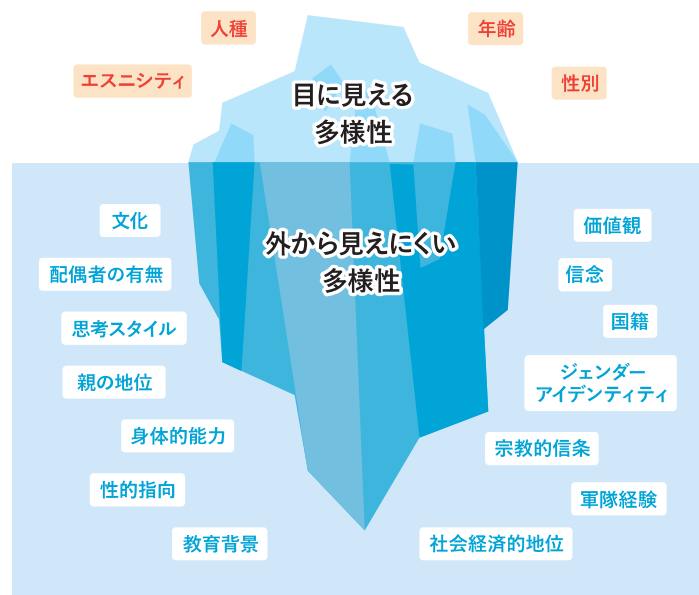 人種
年齢
エスニシティ
性別
目に見える
多様性
外から見えにくい
多様性
文化
配偶者の有無
思考スタイル
親の地位
身体的能力
性的指向
教育背景
価値観
信念
国籍
ジェンダー
アイデンティティ
宗教的信条
軍隊経験
社会経済的地位